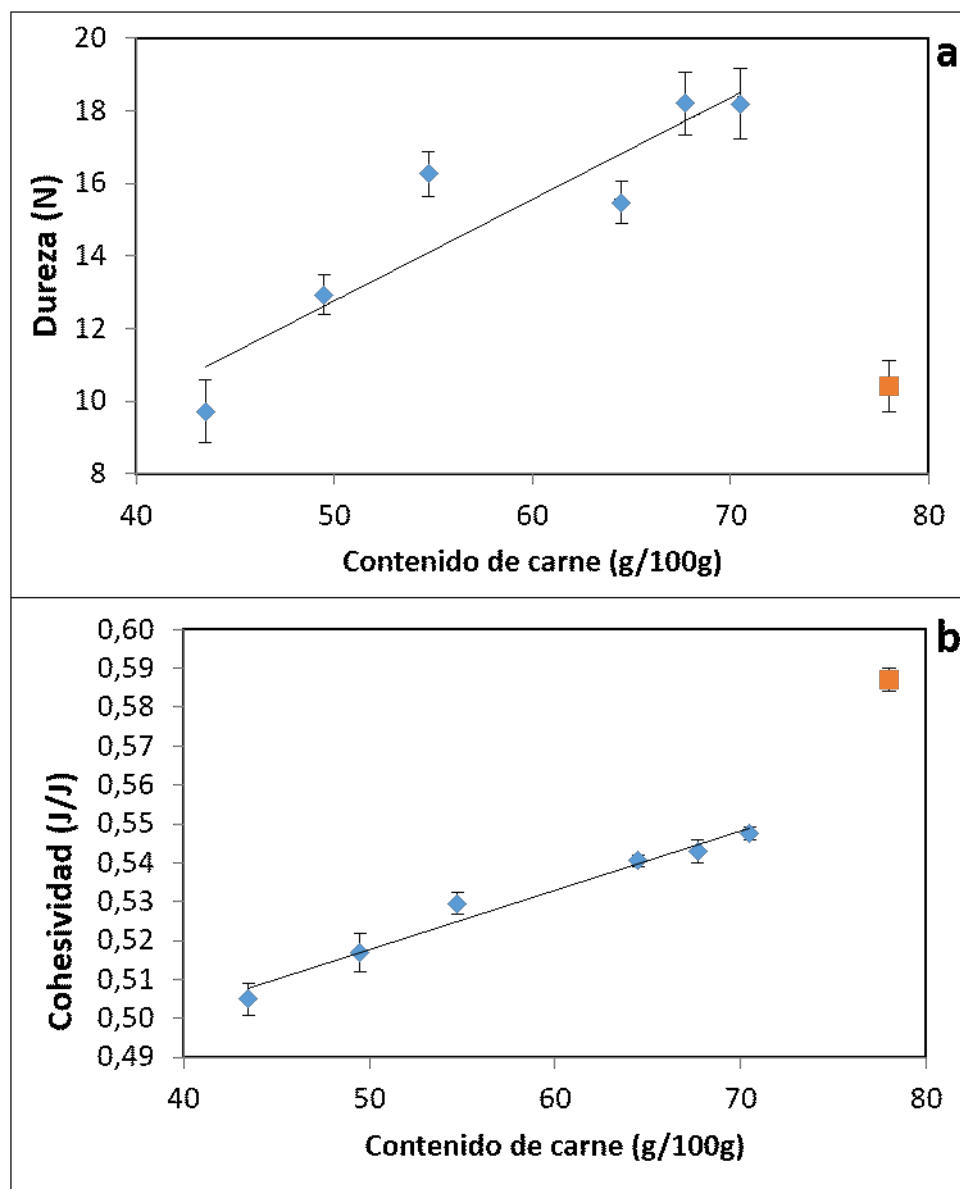 a
20
18
16
14
12
10
8
Dureza (N)
40 50 60 70 80
Contenido de carne (g/100g)
b
0,60
0,59
0,58
0,57
0,56
0,55
0,54
0,53
0,52
0,51
0,50
0,49
Cohesividad (J/J)
40 50 60 70 80
Contenido de carne (g/100g)